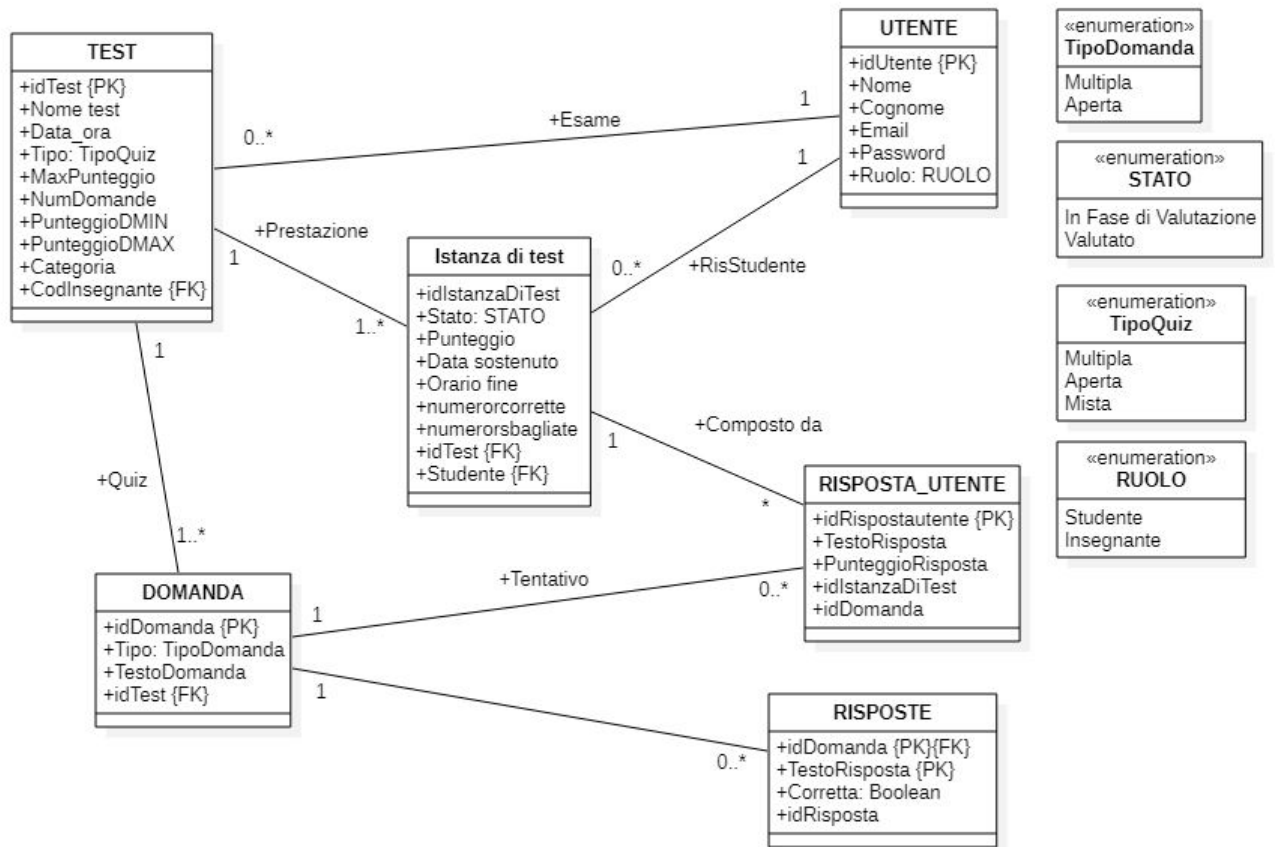 TEST
+idTest {PK}
+Nome test
+Data_ora
+Tipo: TipoQuiz
+MaxPunteggio
+NumDomande
+PunteggioDMIN
+PunteggioDMAX
+Categoria
+CodInsegnante {FK}
UTENTE
+idUtente {PK}
+Nome
+Cognome
+Email
+Password
+Ruolo: RUOLO
«enumeration»
TipoDomanda
Multipla
Aperta
«enumeration»
STATO
In Fase di Valutazione
Valutato
«enumeration»
TipoQuiz
Multipla
Aperta
Mista
«enumeration»
RUOLO
Studente
Insegnante
0..*
+Esame
1
1
+Prestazione
1
1..*
0..*
+RisStudente
Istanza di test
+idIstanzaDiTest
+Stato: STATO
+Punteggio
+Data sostenuto
+Orario fine
+numerorcorrette
+numerorsbagliate
+idTest {FK}
+Studente {FK}
1
+Quiz
1..*
+Composto da
1
*
RISPOSTA_UTENTE
+idRispostautente {PK}
+TestoRisposta
+PunteggioRisposta
+idIstanzaDiTest
+idDomanda
DOMANDA
+idDomanda {PK}
+Tipo: TipoDomanda
+TestoDomanda
+idTest {FK}
+Tentativo
1
0..*
1
0..*
RISPOSTE
+idDomanda {PK}{FK}
+TestoRisposta {PK}
+Corretta: Boolean
+idRisposta